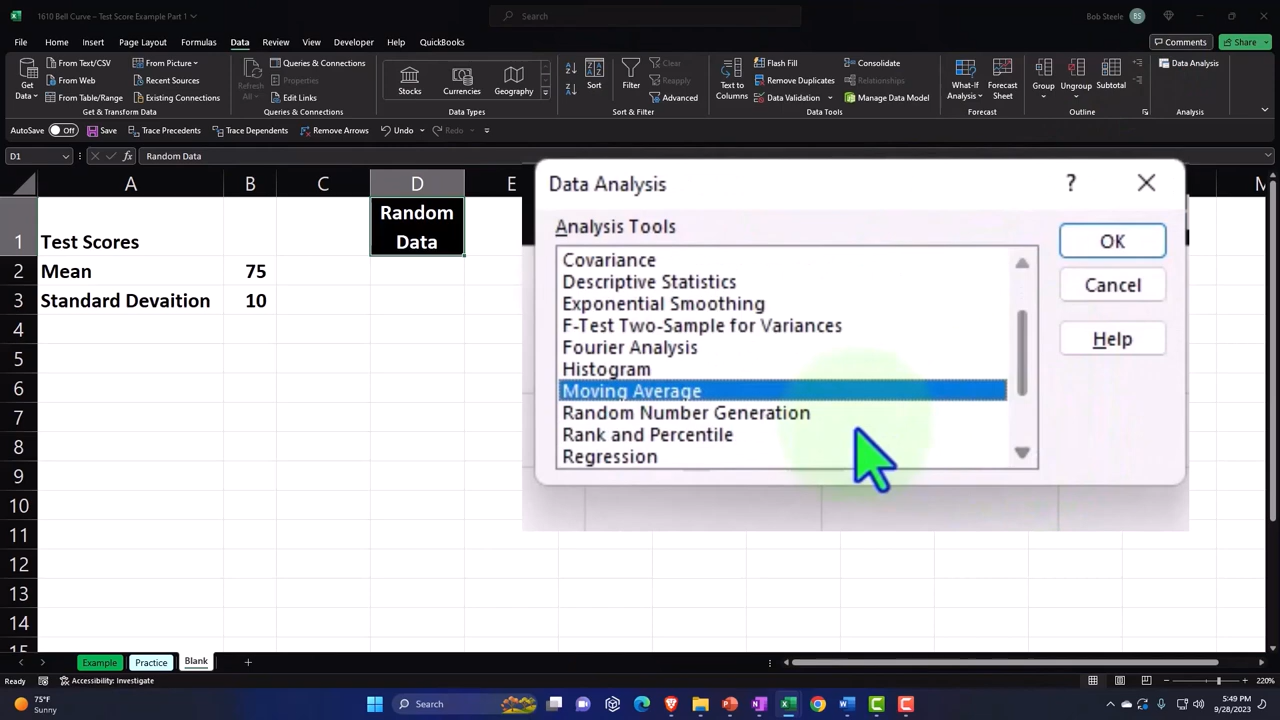 1610 Bell Curve – Test Score Example Part 1
Search
Bob Steele
BS
File Home Insert Page Layout Formulas Data Review View Developer Help QuickBooks
Comments
Share
Get Data
From Text/CSV
From Web
From Table/Range
From Picture
Recent Sources
Existing Connections
Get & Transform Data
Refresh All
Queries & Connections
Properties
Edit Links
Queries & Connections
Stocks
Currencies
Geography
Data Types
Sort
Filter
Clear
Reapply
Advanced
Sort & Filter
Text to Columns
Flash Fill
Remove Duplicates
Data Validation
Consolidate
Relationships
Manage Data Model
Data Tools
What-If Analysis
Forecast Sheet
Forecast
Group
Ungroup
Subtotal
Outline
Data Analysis
Analysis
AutoSave Off Save Trace Precedents Trace Dependents Remove Arrows Undo Redo
D1
fx
Random Data
A B C D E M
1 Test Scores
Random
Data
2 Mean 75
3 Standard Devaition 10
4
5
6
7
8
9
10
11
12
13
14
15
Data Analysis
?
Analysis Tools
Covariance
Descriptive Statistics
Exponential Smoothing
F-Test Two-Sample for Variances
Fourier Analysis
Histogram
Moving Average
Random Number Generation
Rank and Percentile
Regression
OK
Cancel
Help
Example Practice Blank
Ready
Accessibility: Investigate
220%
75°F
Sunny
Search
5:49 PM
9/28/2023